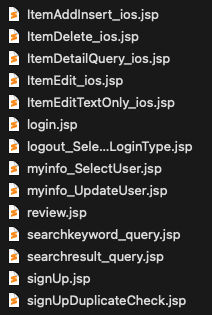 ItemAddInsert_ios.jsp
ItemDelete_ios.jsp
ItemDetailQuery_ios.jsp
ItemEdit_ios.jsp
ItemEditTextOnly_ios.jsp
login.jsp
logout_Sele...LoginType.jsp
myinfo_SelectUser.jsp
myinfo_UpdateUser.jsp
review.jsp
searchkeyword_query.jsp
searchresult_query.jsp
signUp.jsp
signUpDuplicateCheck.jsp